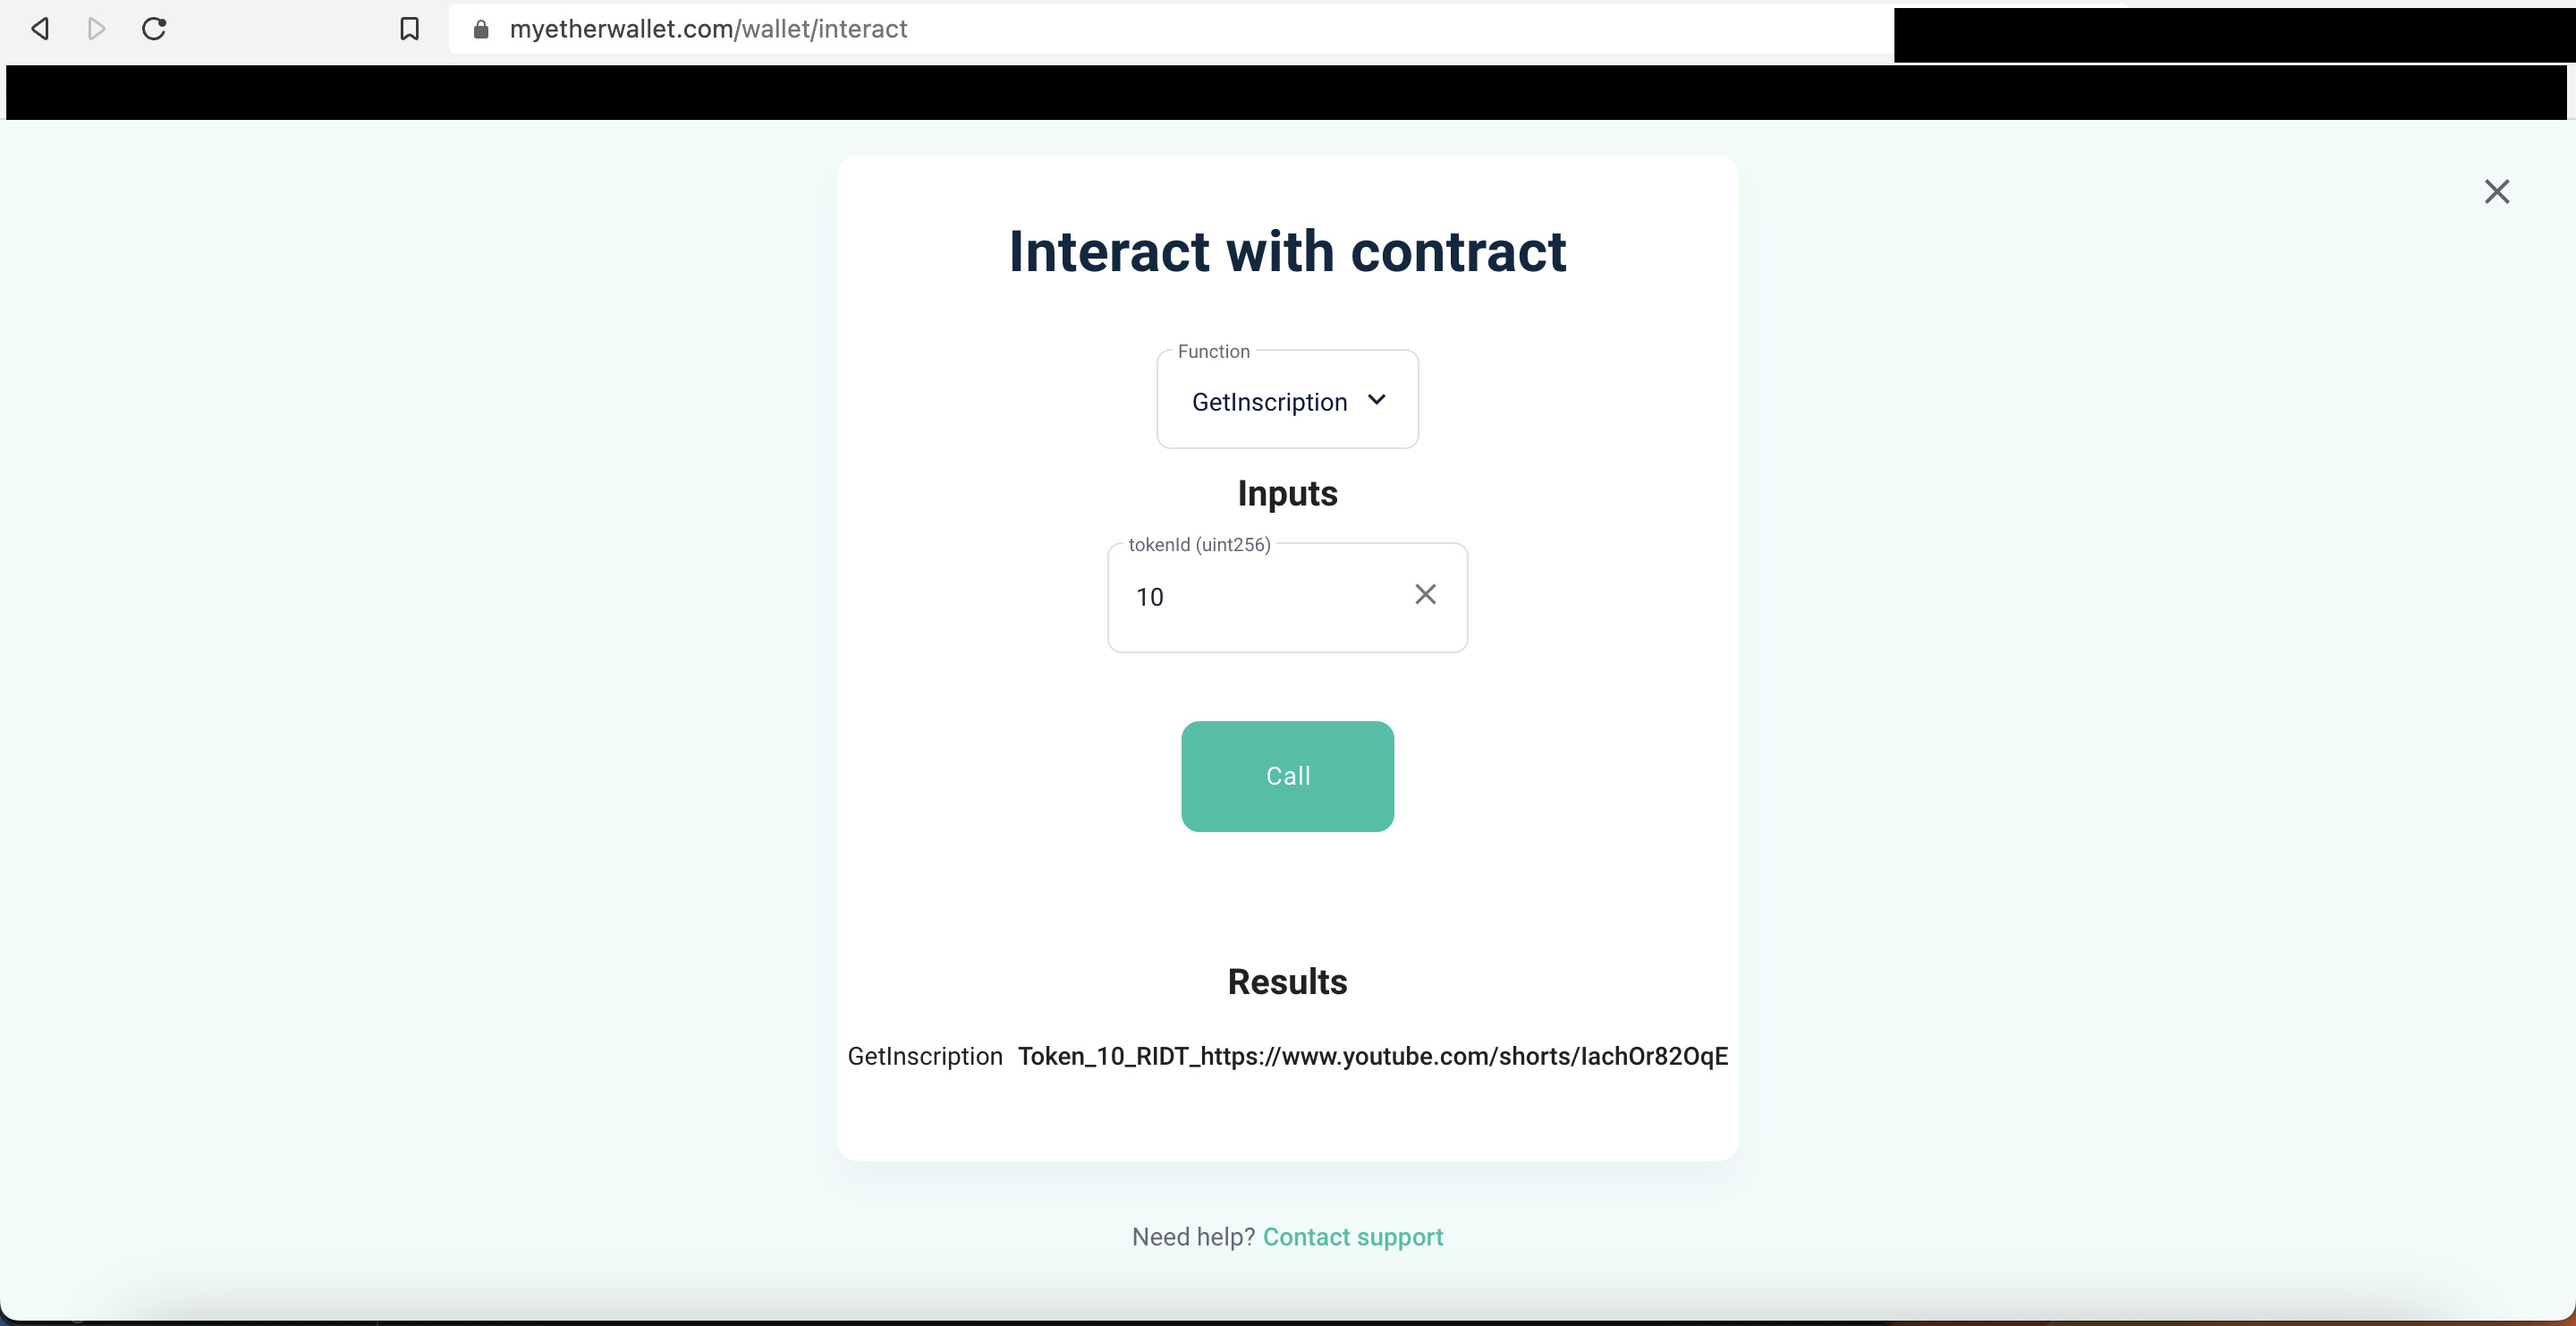 myetherwallet.com/wallet/interact
Interact with contract
Function
GetInscription
Inputs
tokenId (uint256)
10
Call
Results
GetInscription Token_10_RIDT_https://www.youtube.com/shorts/IachOr82OqE
Need help? Contact support